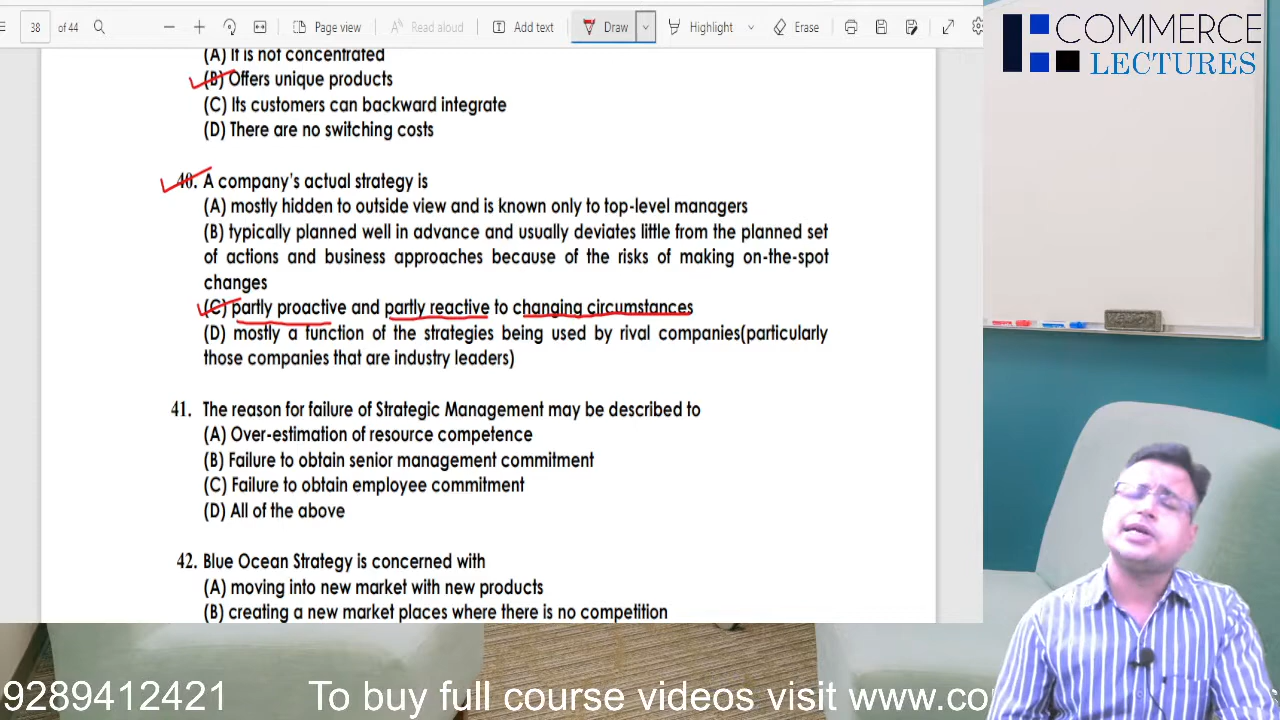 38 of 44
Page view
Read aloud
Add text
Draw
Highlight
Erase
COMMERCE
LECTURES
(A) It is not concentrated
(B) Offers unique products
(C) Its customers can backward integrate
(D) There are no switching costs
40. A company's actual strategy is
(A) mostly hidden to outside view and is known only to top-level managers
(B) typically planned well in advance and usually deviates little from the planned set
of actions and business approaches because of the risks of making on-the-spot
changes
(C) partly proactive and partly reactive to changing circumstances
(D) mostly a function of the strategies being used by rival companies(particularly
those companies that are industry leaders)
41. The reason for failure of Strategic Management may be described to
(A) Over-estimation of resource competence
(B) Failure to obtain senior management commitment
(C) Failure to obtain employee commitment
(D) All of the above
42. Blue Ocean Strategy is concerned with
(A) moving into new market with new products
(B) creating a new market places where there is no competition
9289412421 To buy full course videos visit